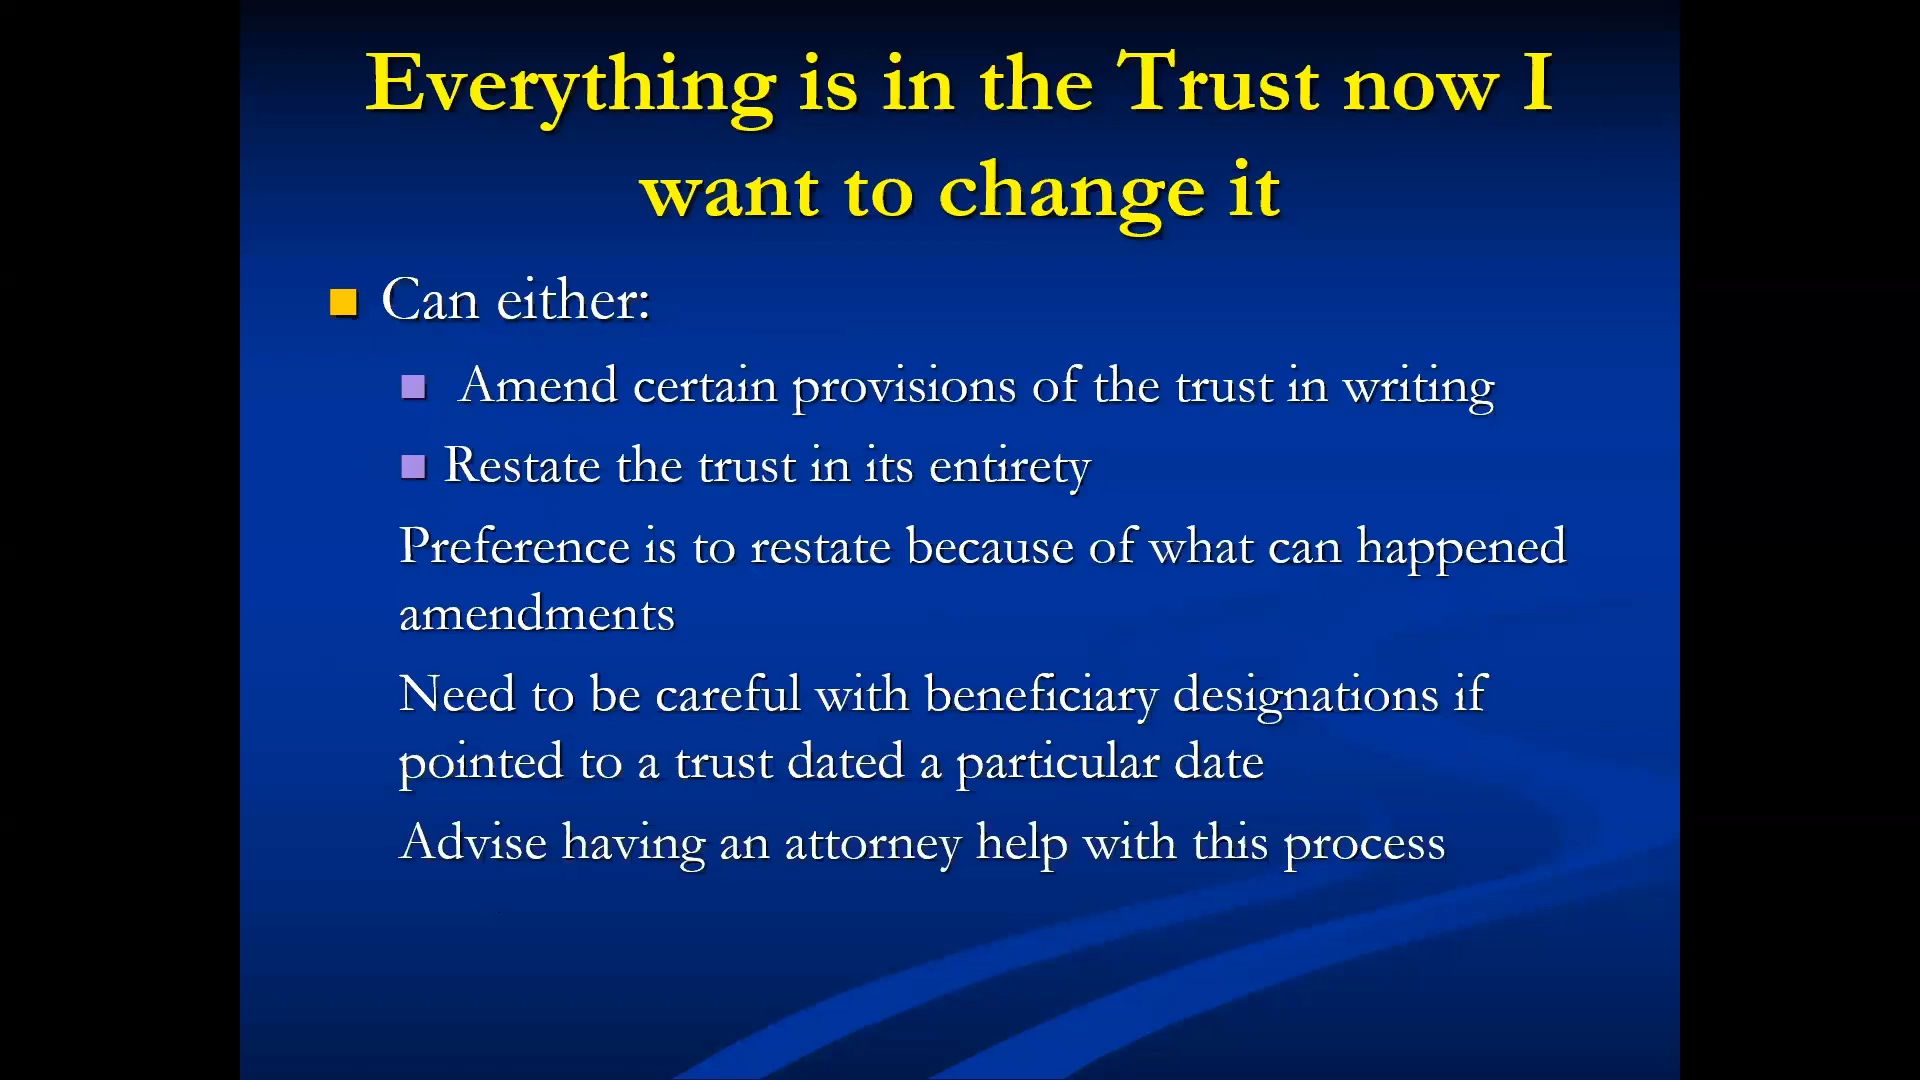 Everything is in the Trust now I
want to change it
Can either:
Amend certain provisions of the trust in writing
Restate the trust in its entirety
Preference is to restate because of what can happened
amendments
Need to be careful with beneficiary designations if
pointed to a trust dated a particular date
Advise having an attorney help with this process